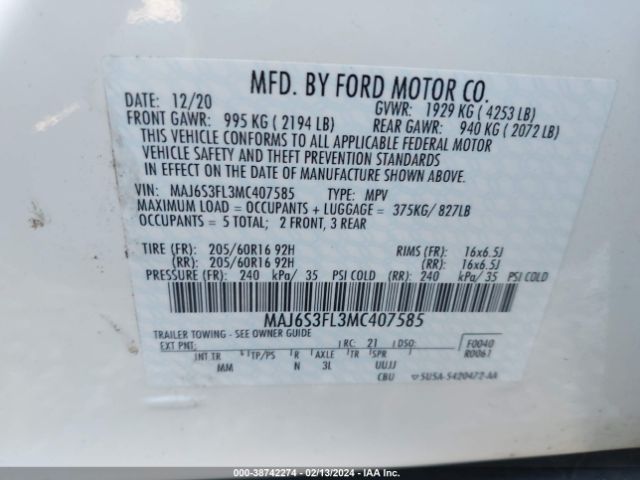 MFD. BY FORD MOTOR CO.
DATE: 12/20 GVWR: 1929 KG ( 4253 LB)
FRONT GAWR: 995 KG ( 2194 LB) REAR GAWR: 940 KG ( 2072 LB)
THIS VEHICLE CONFORMS TO ALL APPLICABLE FEDERAL MOTOR
VEHICLE SAFETY AND THEFT PREVENTION STANDARDS
IN EFFECT ON THE DATE OF MANUFACTURE SHOWN ABOVE.
VIN: MAJ6S3FL3MC407585 TYPE: MPV
MAXIMUM LOAD = OCCUPANTS + LUGGAGE = 375KG/ 827LB
OCCUPANTS = 5 TOTAL; 2 FRONT, 3 REAR
TIRE (FR): 205/60R16 92H RIMS (FR): 16x6.5J
(RR): 205/60R16 92H (RR): 16x6.5J
PRESSURE (FR): 240 kPa/ 35 PSI COLD (RR): 240 kPa/ 35 PSI COLD
MAJ6S3FL3MC407585
TRAILER TOWING - SEE OWNER GUIDE
EXT PNT: RC: 21 DSO: F0040
R0061
INT TR TP/PS R AXLE TR SPR
MM N 3L UUJJ
CBU 5U5A-5420472-AA
000-38742274 - 02/13/2024 - IAA Inc.